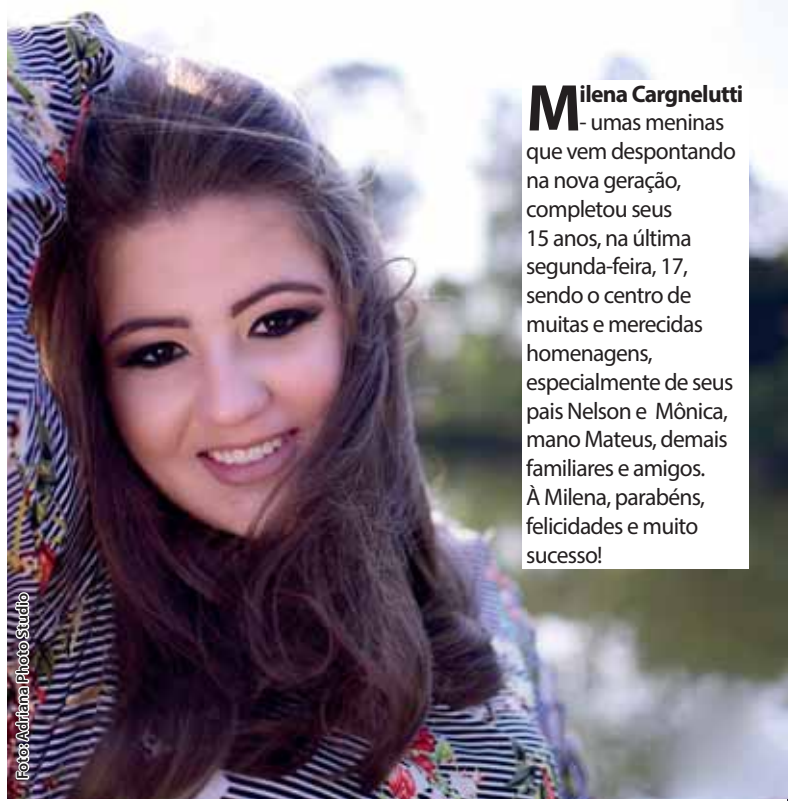 Milena Cargnelutti
- umas meninas
que vem despontando
na nova geração,
completou seus
15 anos, na última
segunda-feira, 17,
sendo o centro de
muitas e merecidas
homenagens,
especialmente de seus
pais Nelson e Mônica,
mano Mateus, demais
familiares e amigos.
À Milena, parabéns,
felicidades e muito
sucesso!
Foto: Adriana Photo Studio